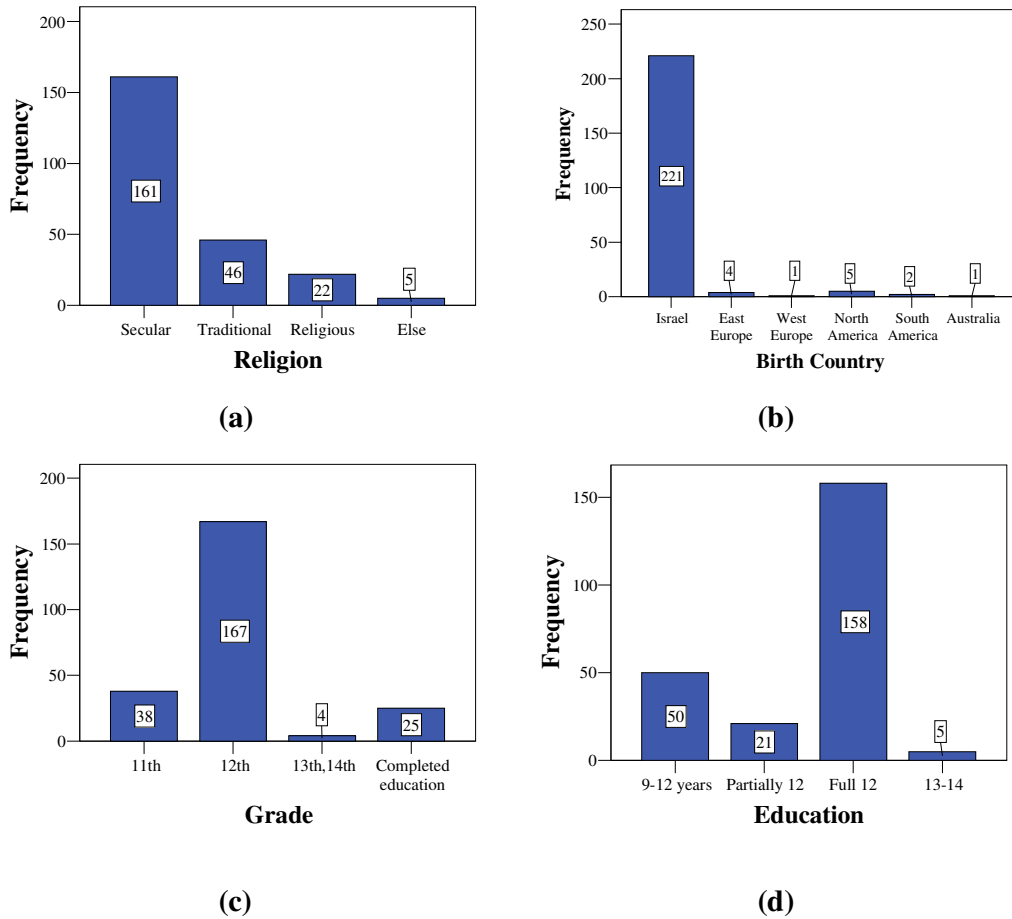 200
150
100
50
0
Frequency
161
46
22
5
Secular
Traditional
Religious
Else
Religion
(a)
250
200
150
100
50
0
Frequency
221
4
1
5
2
1
Israel
East
Europe
West
Europe
North
America
South
America
Australia
Birth Country
(b)
200
150
100
50
0
Frequency
38
167
4
25
11th
12th
13th,14th
Completed
education
Grade
(c)
150
100
50
0
Frequency
50
21
158
5
9-12 years
Partially 12
Full 12
13-14
Education
(d)